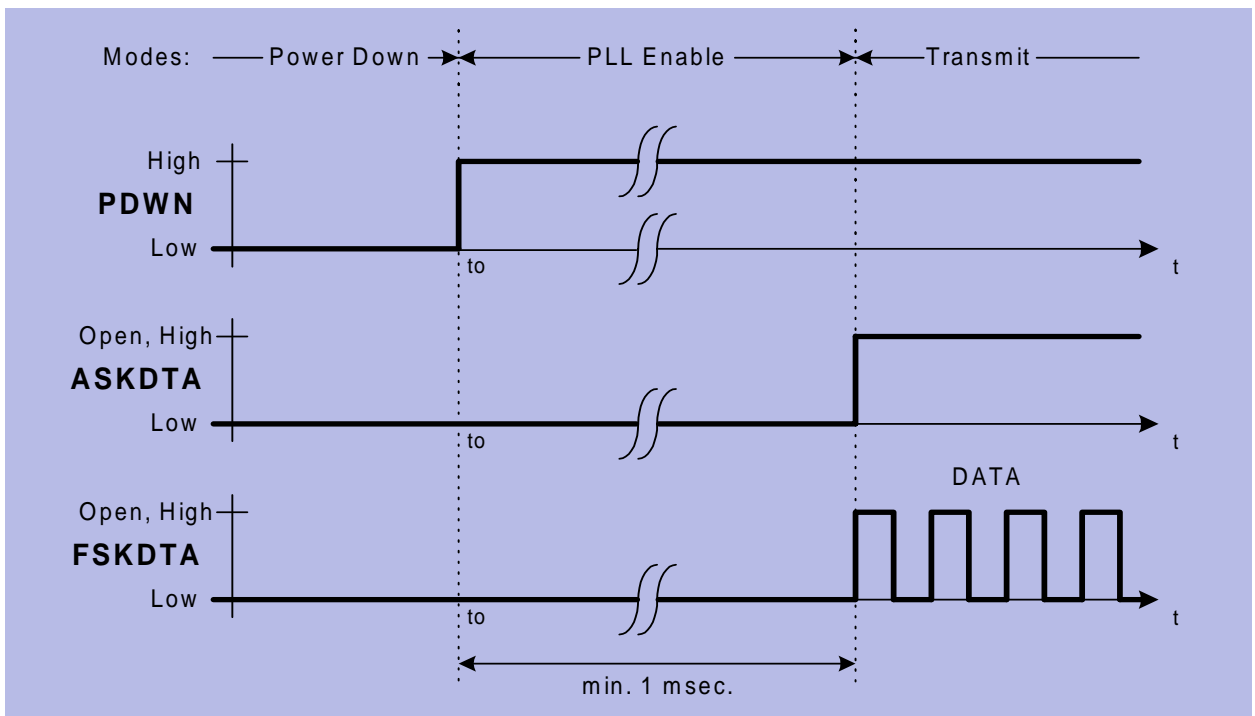 Modes: Power Down PLL Enable Transmit
High
PDWN
Low
to
t
Open, High
ASKDTA
Low
to
t
DATA
Open, High
FSKDTA
Low
to
t
min. 1 msec.